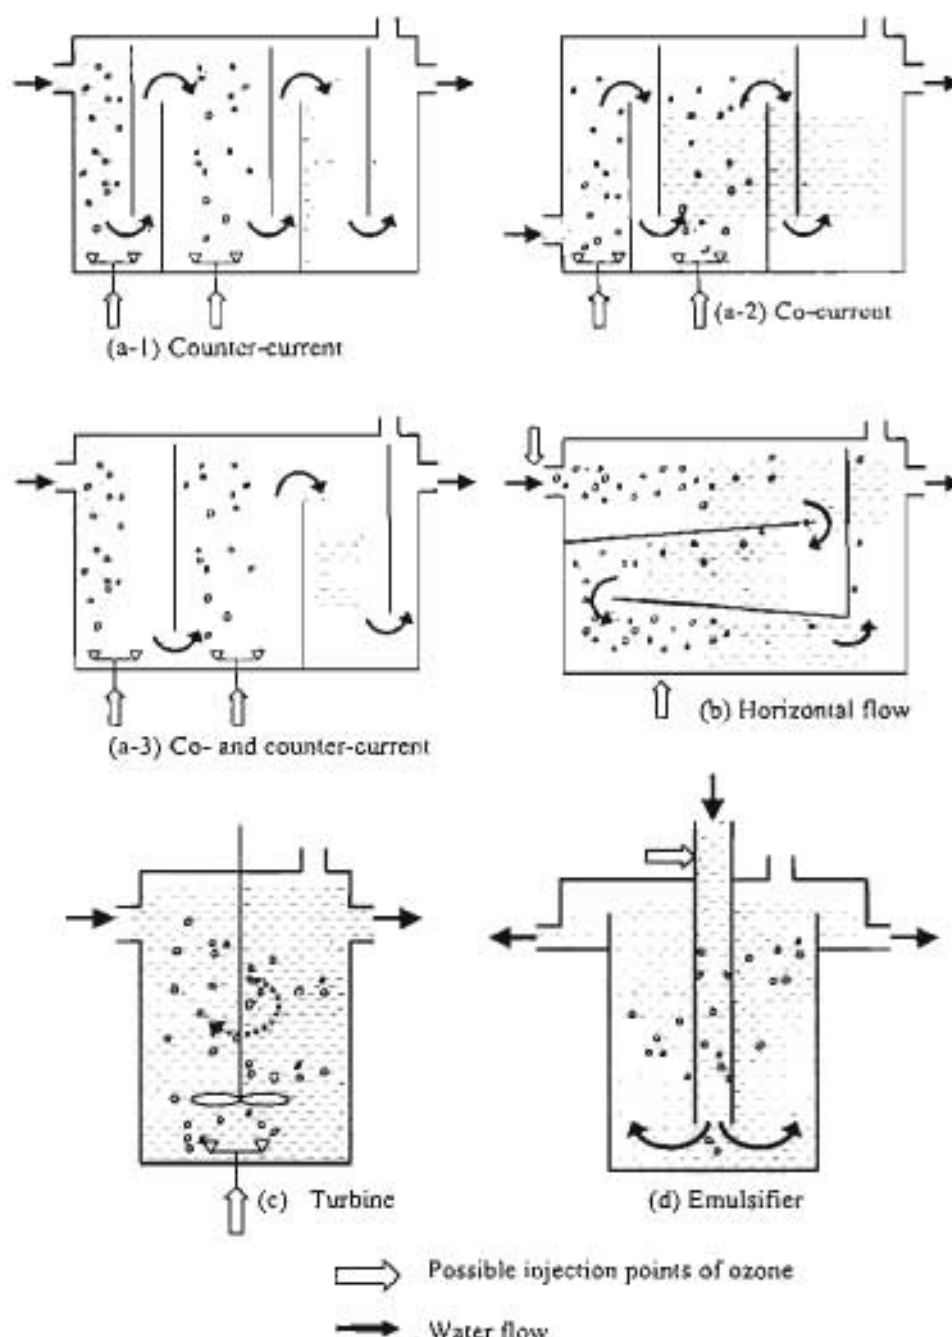 (a-1) Counter-current
(a-2) Co-current
(a-3) Co- and counter-current
(b) Horizontal flow
(c) Turbine
(d) Emulsifier
Possible injection points of ozone
Water flow